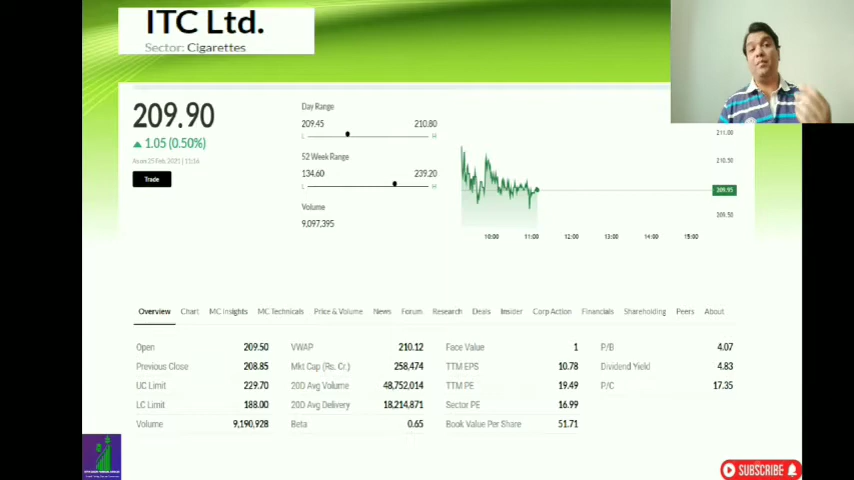 ITC Ltd.
Sector: Cigarettes
209.90
1.05 (0.50%)
As on 25 Feb, 2021 | 11:16
Trade
Day Range
209.45 210.80
L H
52 Week Range
134.60 239.20
L H
Volume
9,097,395
211.00
210.50
209.95
209.50
10:00 11:00 12:00 13:00 14:00 15:00
Overview Chart MC Insights MC Technicals Price & Volume News Forum Research Deals Insider Corp Action Financials Shareholding Peers About
Open 209.50 VWAP 210.12 Face Value 1 P/B 4.07
Previous Close 208.85 Mkt Cap (Rs. Cr.) 258,474 TTM EPS 10.78 Dividend Yield 4.83
UC Limit 229.70 20D Avg Volume 48,752,014 TTM PE 19.49 P/C 17.35
LC Limit 188.00 20D Avg Delivery 18,214,871 Sector PE 16.99
Volume 9,190,928 Beta 0.65 Book Value Per Share 51.71
SUBSCRIBE